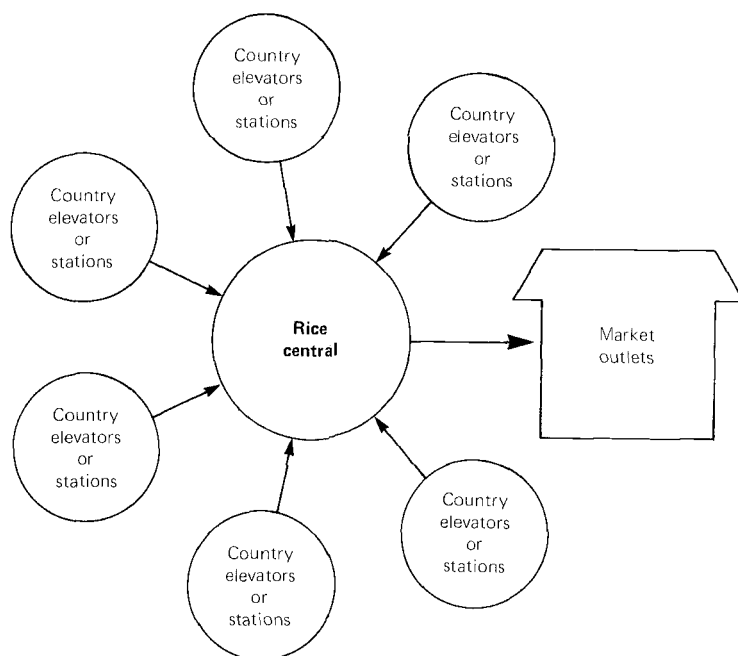 Country
elevators
or
stations
Country
elevators
or
stations
Country
elevators
or
stations
Rice
central
Market
outlets
Country
elevators
or
stations
Country
elevators
or
stations
Country
elevators
or
stations